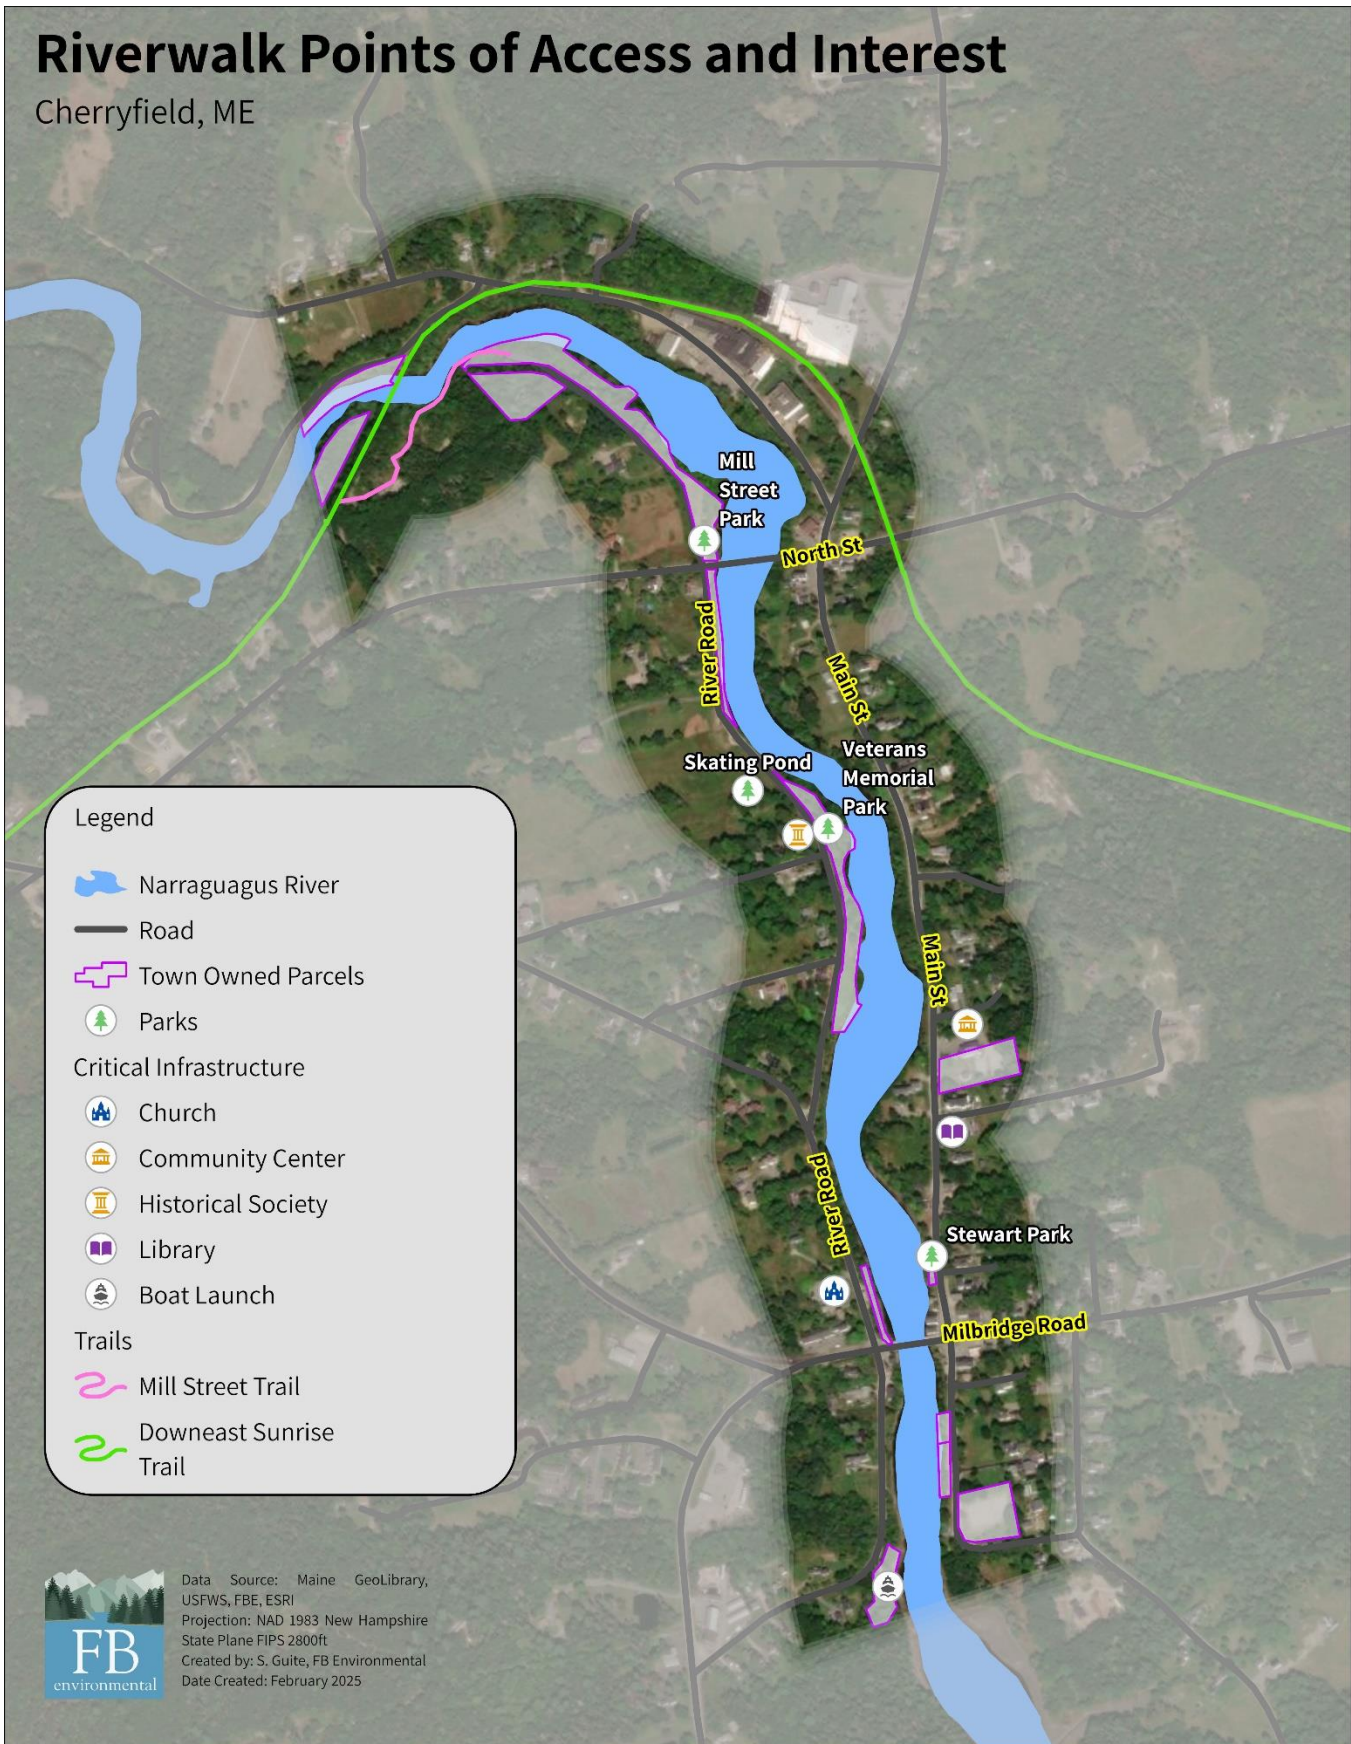 Riverwalk Points of Access and Interest
Cherryfield, ME
Mill
Street
Park
North St
River Road
Main St
Skating Pond
Veterans
Memorial
Park
Main St
River Road
Stewart Park
Milbridge Road
Legend
Narraguagus River
Road
Town Owned Parcels
Parks
Critical Infrastructure
Church
Community Center
Historical Society
Library
Boat Launch
Trails
Mill Street Trail
Downeast Sunrise
Trail
FB
environmental
Data Source: Maine GeoLibrary,
USFWS, FBE, ESRI
Projection: NAD 1983 New Hampshire
State Plane FIPS 2800ft
Created by: S. Guite, FB Environmental
Date Created: February 2025